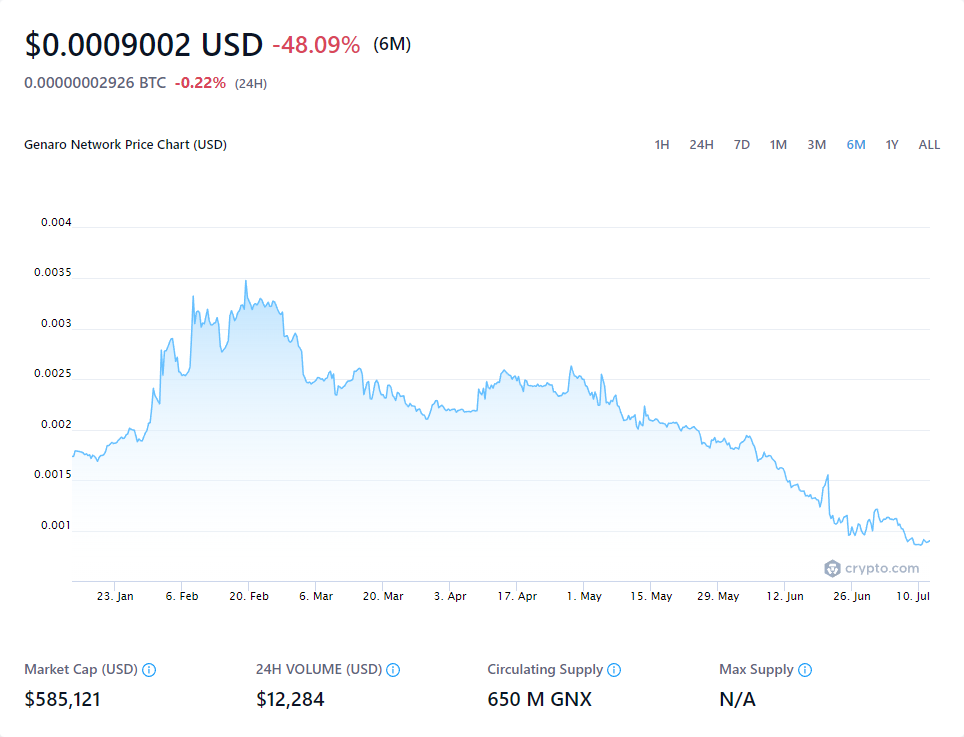 $0.0009002 USD -48.09% (6M)
0.00000002926 BTC -0.22% (24H)
Genaro Network Price Chart (USD) 1H 24H 7D 1M 3M 6M 1Y ALL
0.004
0.0035
0.003
0.0025
0.002
0.0015
0.001
crypto.com
23. Jan 6. Feb 20. Feb 6. Mar 20. Mar 3. Apr 17. Apr 1. May 15. May 29. May 12. Jun 26. Jun 10. Jul
Market Cap (USD) 24H VOLUME (USD) Circulating Supply Max Supply
$585,121 $12,284 650 M GNX N/A